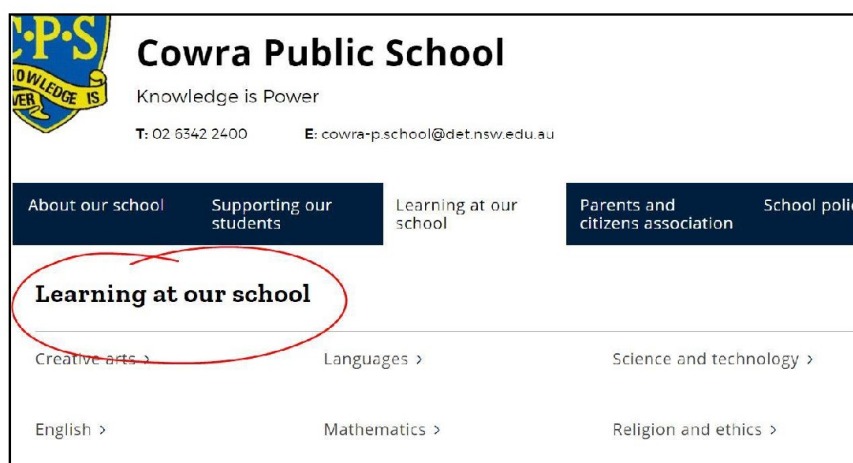 C·P·S
KNOWLEDGE IS
Cowra Public School
Knowledge is Power
T: 02 6342 2400 E: cowra-p.school@det.nsw.edu.au
About our school Supporting our students Learning at our school Parents and citizens association School
Learning at our school
Creative arts > Languages > Science and technology >
English > Mathematics > Religion and ethics >